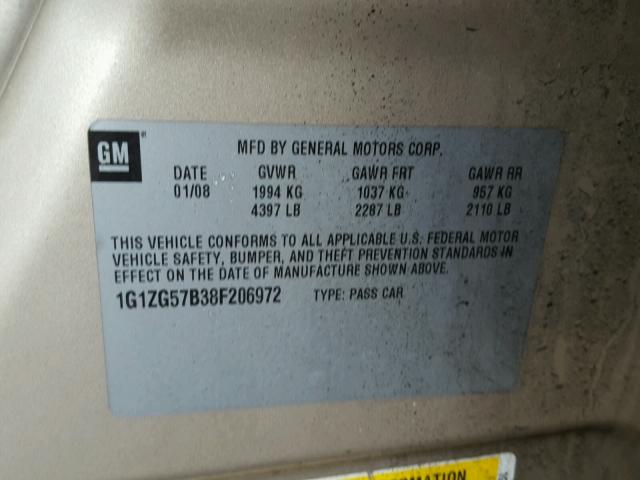 GM
MFD BY GENERAL MOTORS CORP.
DATE GVWR GAWR FRT GAWR RR
01/08 1994 KG 1037 KG 957 KG
4397 LB 2287 LB 2110 LB
THIS VEHICLE CONFORMS TO ALL APPLICABLE U.S. FEDERAL MOTOR
VEHICLE SAFETY, BUMPER, AND THEFT PREVENTION STANDARDS IN
EFFECT ON THE DATE OF MANUFACTURE SHOWN ABOVE.
1G1ZG57B38F206972 TYPE: PASS CAR